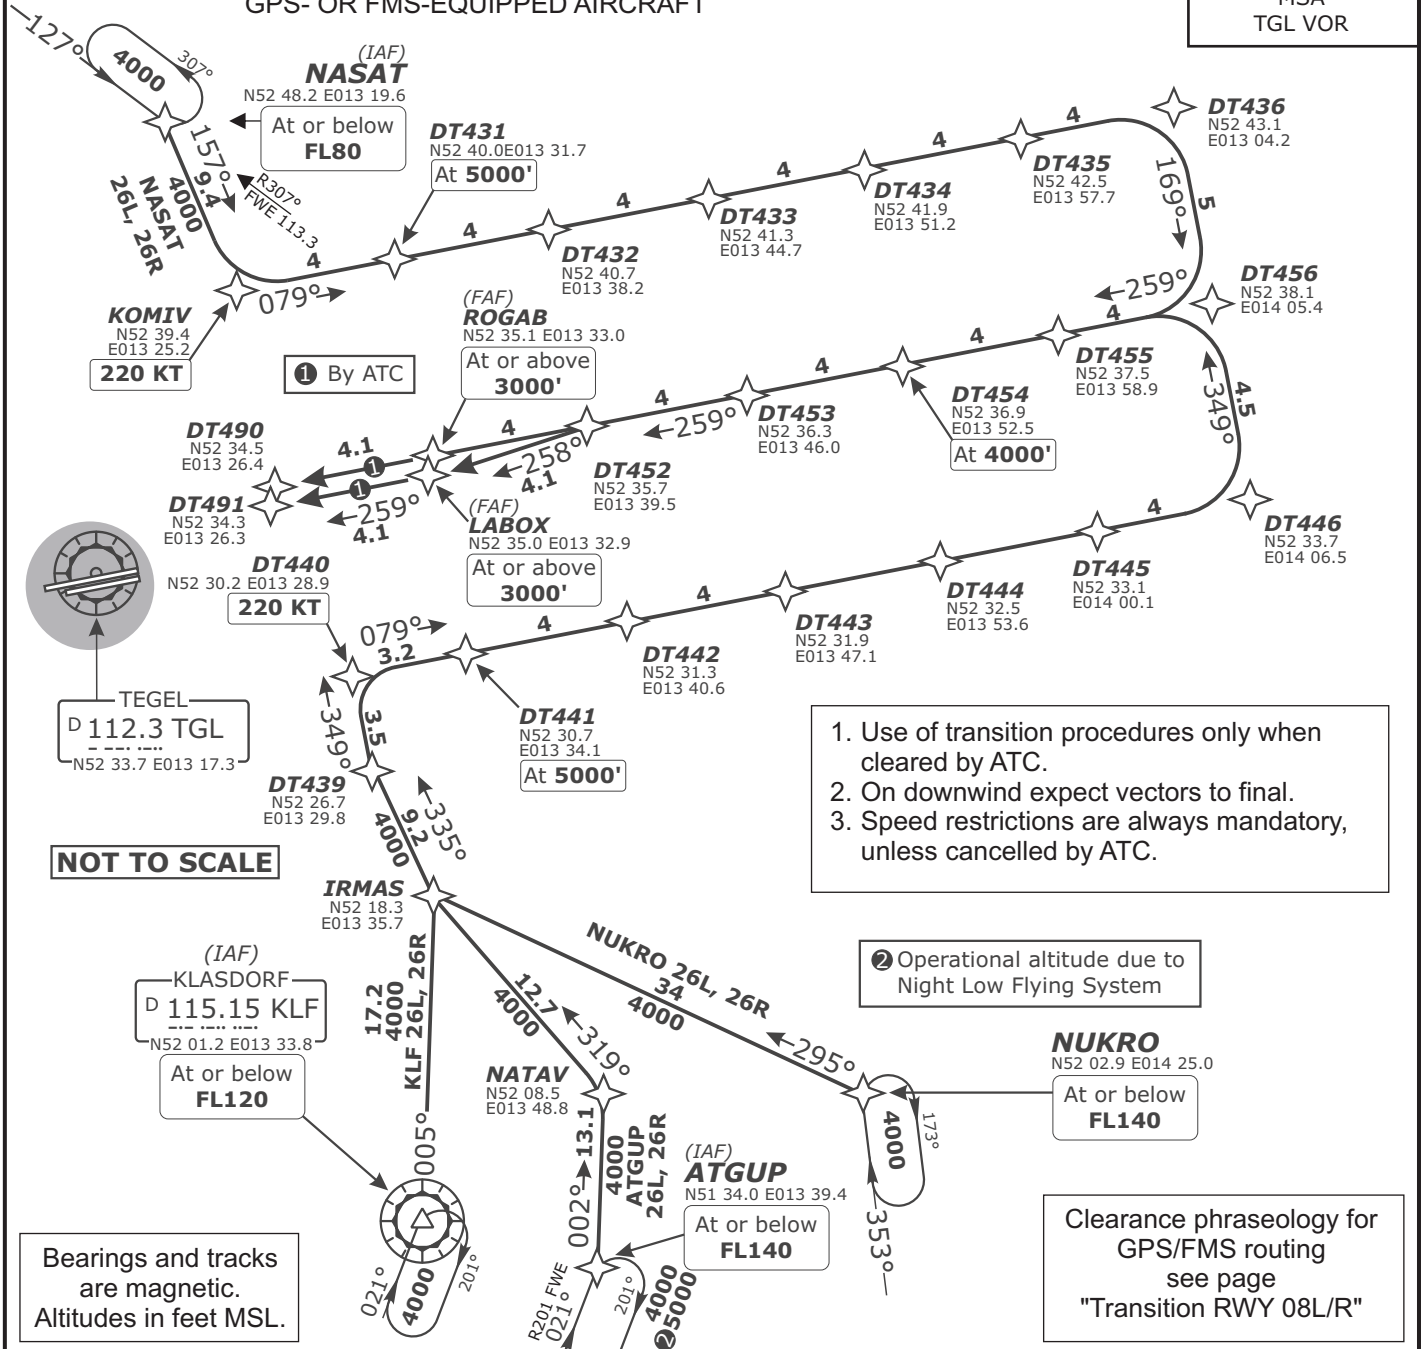 GPS- OR FMS-EQUIPPED AIRCRAFT
MSA
TGL VOR
127°
4000
307°
(IAF)
NASAT
N52 48.2 E013 19.6
At or below
FL80
157°
9.4
4000
NASAT
26L, 26R
R307°
FWE 113.3
DT431
N52 40.0E013 31.7
At 5000'
4
4
4
4
4
4
DT436
N52 43.1
E013 04.2
DT435
N52 42.5
E013 57.7
DT434
N52 41.9
E013 51.2
DT433
N52 41.3
E013 44.7
DT432
N52 40.7
E013 38.2
169°
5
KOMIV
N52 39.4
E013 25.2
220 KT
079°
1 By ATC
(FAF)
ROGAB
N52 35.1 E013 33.0
At or above
3000'
259°
4
4
4
4
4
DT456
N52 38.1
E014 05.4
DT455
N52 37.5
E013 58.9
DT454
N52 36.9
E013 52.5
At 4000'
DT453
N52 36.3
E013 46.0
259°
349°
4.5
DT490
N52 34.5
E013 26.4
4.1
1
1
258°
4.1
DT452
N52 35.7
E013 39.5
DT491
N52 34.3
E013 26.3
259°
4.1
(FAF)
LABOX
N52 35.0 E013 32.9
At or above
3000'
DT446
N52 33.7
E014 06.5
4
DT445
N52 33.1
E014 00.1
DT444
N52 32.5
E013 53.6
DT443
N52 31.9
E013 47.1
DT442
N52 31.3
E013 40.6
4
4
DT440
N52 30.2 E013 28.9
220 KT
079°
3.2
DT441
N52 30.7
E013 34.1
At 5000'
TEGEL
D 112.3 TGL
N52 33.7 E013 17.3
349°
3.5
DT439
N52 26.7
E013 29.8
335°
9.2
4000
1. Use of transition procedures only when
cleared by ATC.
2. On downwind expect vectors to final.
3. Speed restrictions are always mandatory,
unless cancelled by ATC.
NOT TO SCALE
IRMAS
N52 18.3
E013 35.7
NUKRO 26L, 26R
34
4000
295°
2 Operational altitude due to
Night Low Flying System
(IAF)
KLASDORF
D 115.15 KLF
N52 01.2 E013 33.8
At or below
FL120
17.2
4000
KLF 26L, 26R
005°
12.7
4000
319°
NATAV
N52 08.5
E013 48.8
NUKRO
N52 02.9 E014 25.0
At or below
FL140
4000
173°
353°
13.1
002°
4000
ATGUP
26L, 26R
(IAF)
ATGUP
N51 34.0 E013 39.4
At or below
FL140
021°
4000
201°
R201 FWE
021°
201°
4000
2 5000
Bearings and tracks
are magnetic.
Altitudes in feet MSL.
Clearance phraseology for
GPS/FMS routing
see page
"Transition RWY 08L/R"